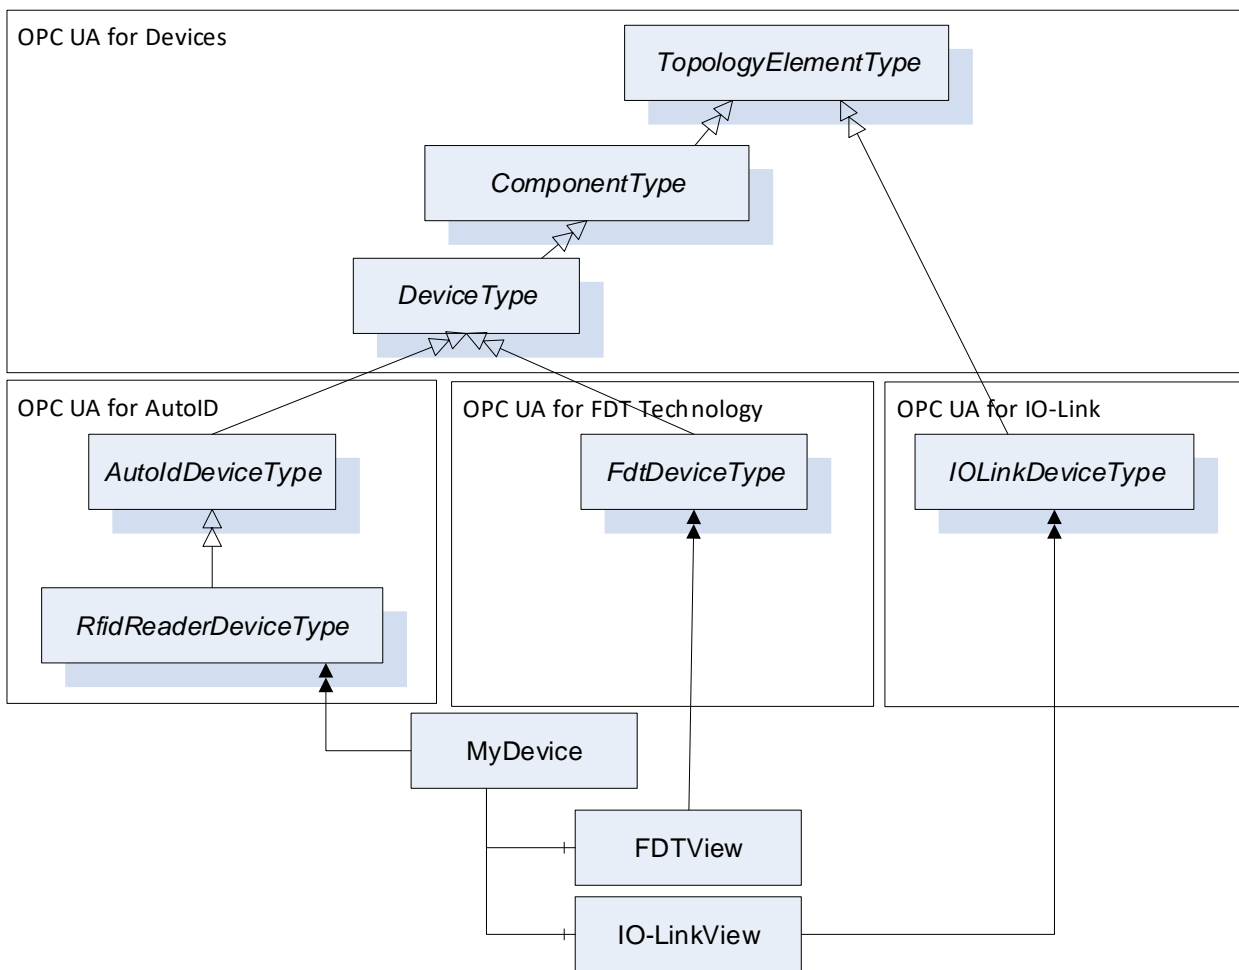 OPC UA for Devices
TopologyElementType
ComponentType
DeviceType
OPC UA for AutoID
OPC UA for FDT Technology
OPC UA for IO-Link
AutoIdDeviceType
FdtDeviceType
IOLinkDeviceType
RfidReaderDeviceType
MyDevice
FDTView
IO-LinkView